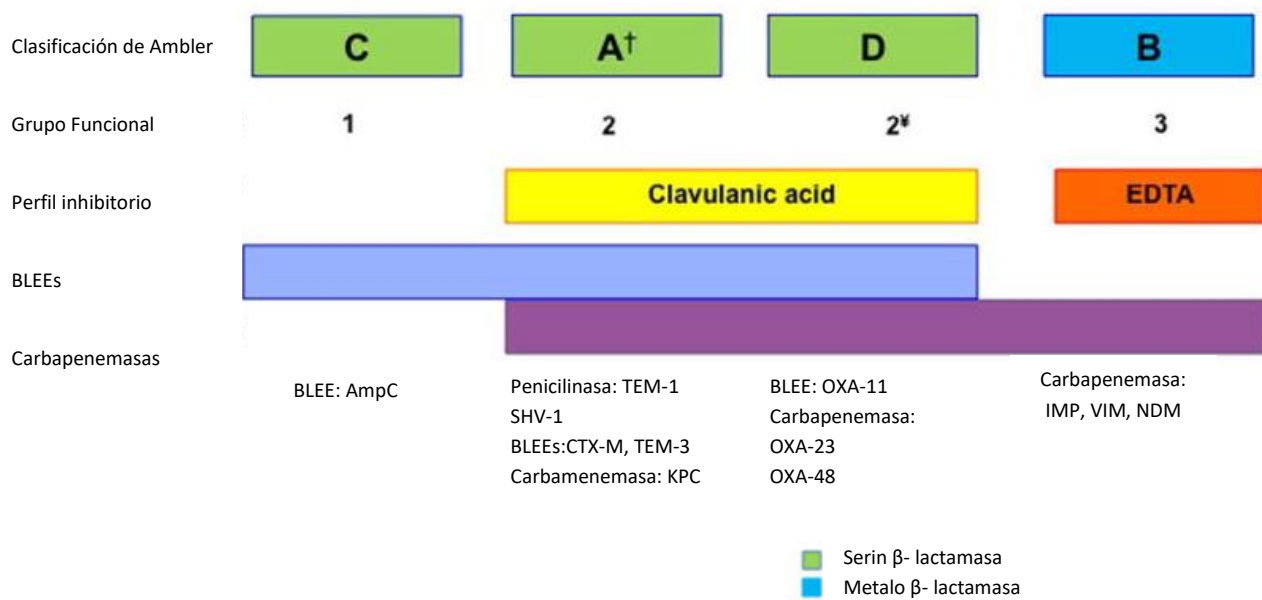 Clasificación de Ambler
C
A†
D
B
Grupo Funcional
1
2
2¥
3
Perfil inhibitorio
Clavulanic acid
EDTA
BLEEs
Carbapenemasas
BLEE: AmpC
Penicilinasa: TEM-1
SHV-1
BLEEs:CTX-M, TEM-3
Carbamenemasa: KPC
BLEE: OXA-11
Carbapenemasa:
OXA-23
OXA-48
Carbapenemasa:
IMP, VIM, NDM
Serin β- lactamasa
Metalo β- lactamasa